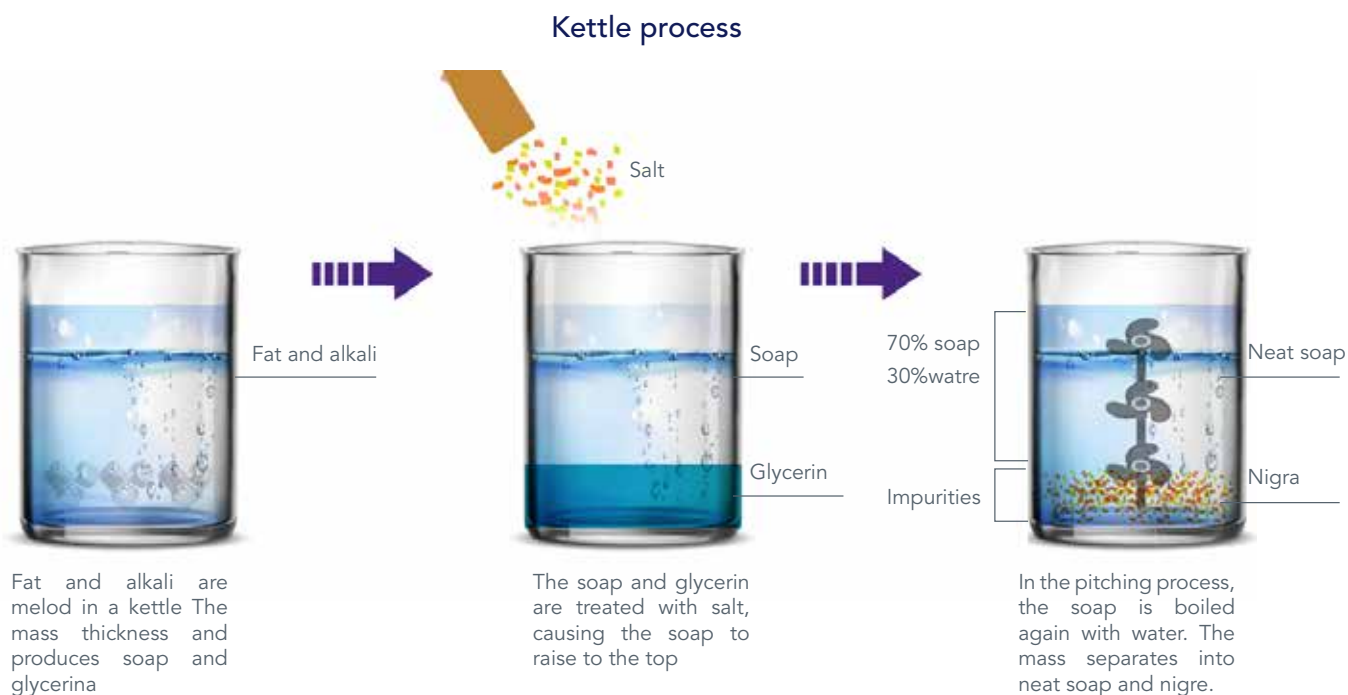 Kettle process
Salt
Fat and alkali
Soap
Glycerin
70% soap
30%watre
Impurities
Neat soap
Nigra
Fat and alkali are
melod in a kettle The
mass thickness and
produces soap and
glycerina
The soap and glycerin
are treated with salt,
causing the soap to
raise to the top
In the pitching process,
the soap is boiled
again with water. The
mass separates into
neat soap and nigre.